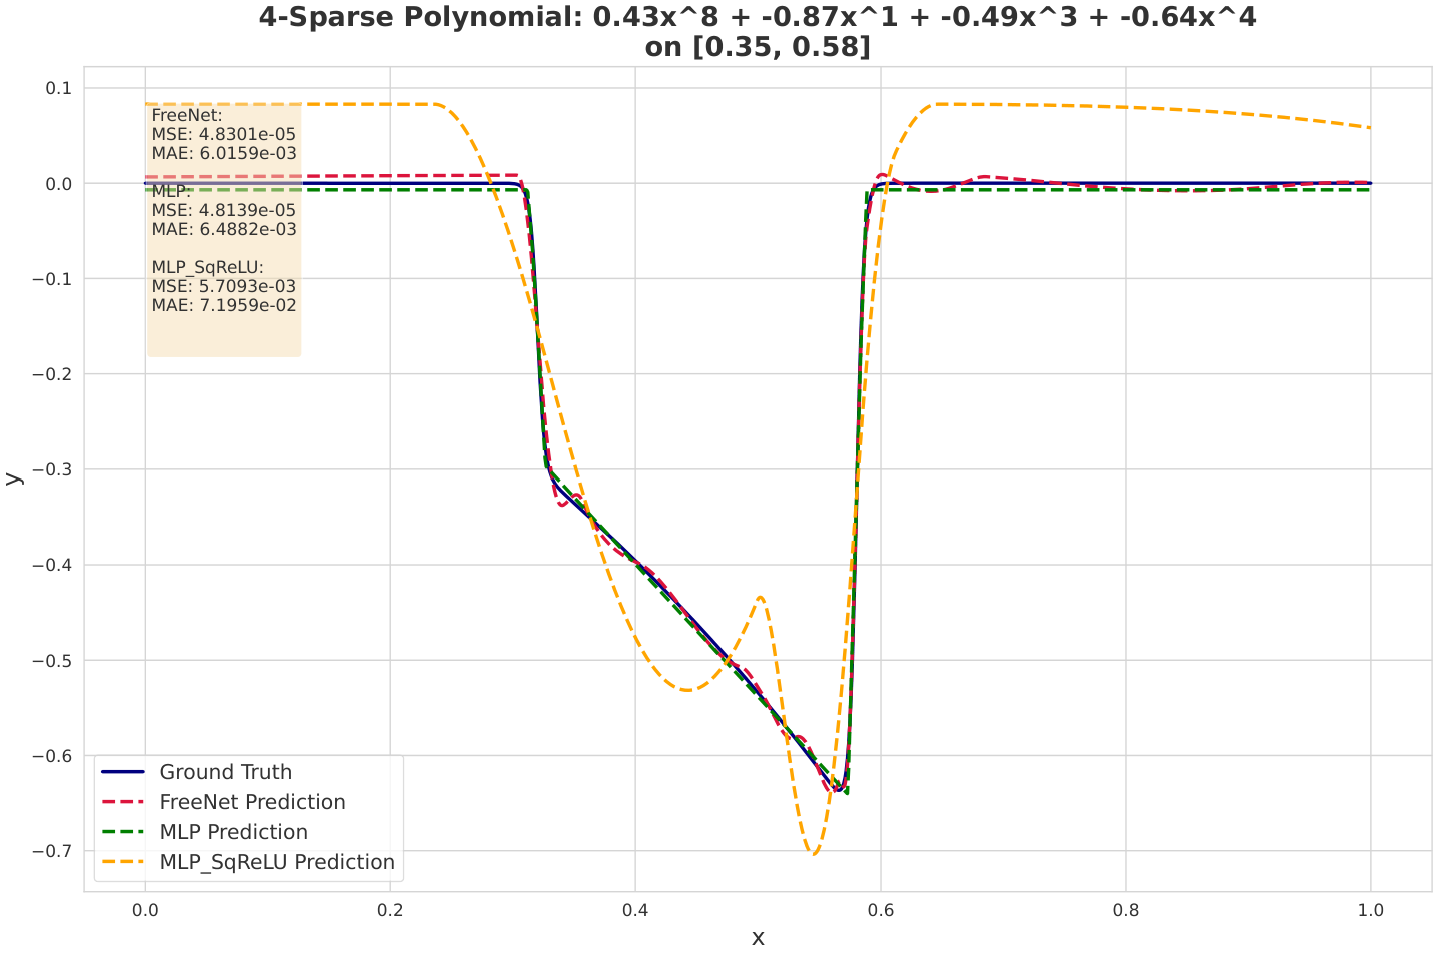 4-Sparse Polynomial: 0.43x^8 + -0.87x^1 + -0.49x^3 + -0.64x^4
on [0.35, 0.58]
0.1
0.0
−0.1
−0.2
−0.3
−0.4
−0.5
−0.6
−0.7
y
FreeNet:
MSE: 4.8301e-05
MAE: 6.0159e-03
MLP:
MSE: 4.8139e-05
MAE: 6.4882e-03
MLP_SqReLU:
MSE: 5.7093e-03
MAE: 7.1959e-02
Ground Truth
FreeNet Prediction
MLP Prediction
MLP_SqReLU Prediction
0.0 0.2 0.4 0.6 0.8 1.0
x